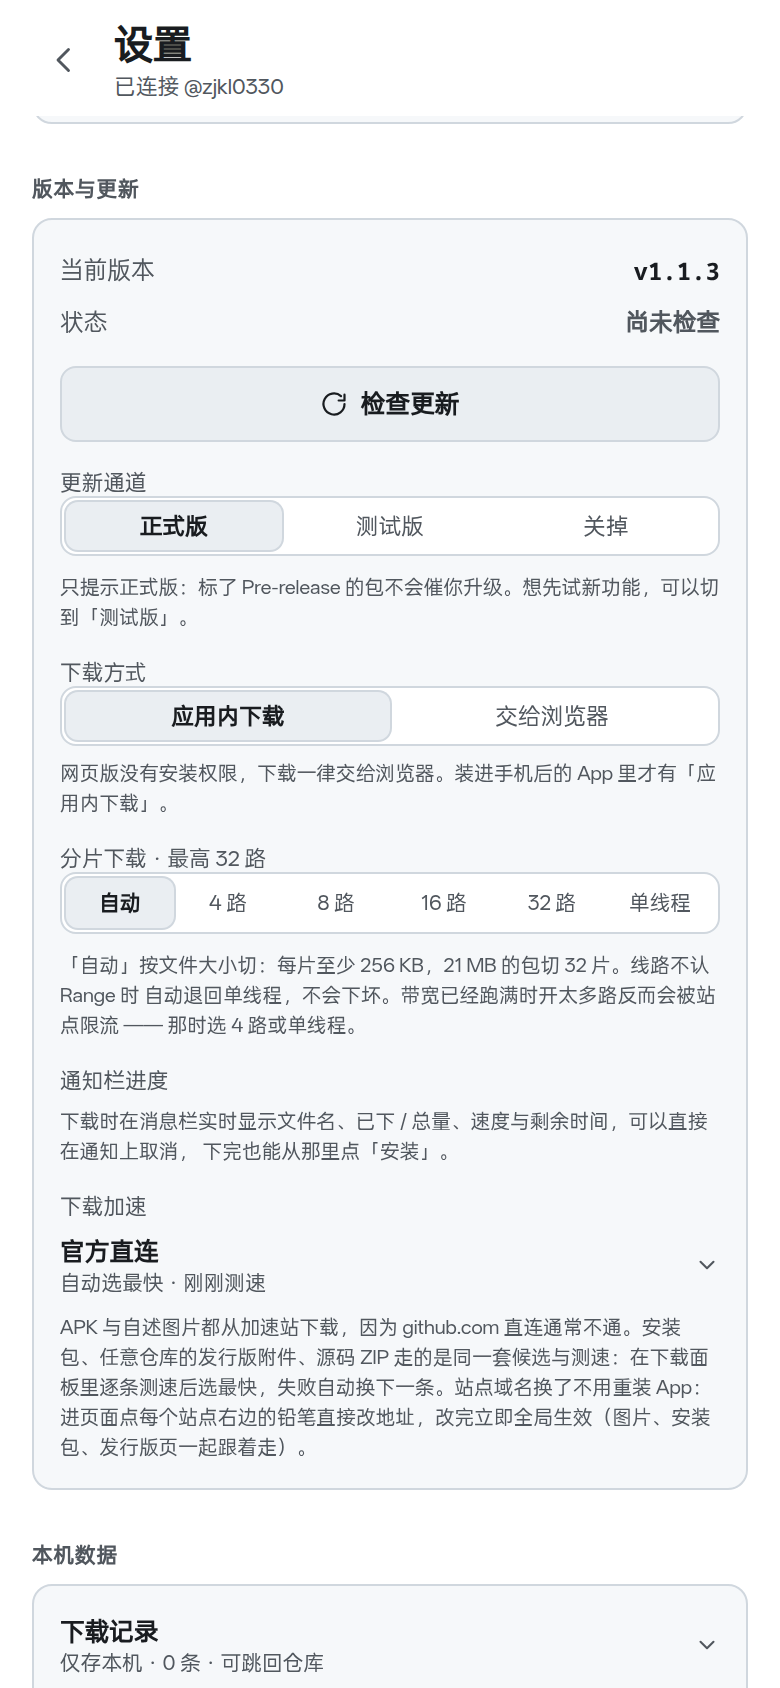 设置
已连接 @zjkl0330
版本与更新
当前版本 v1.1.3
状态 尚未检查
检查更新
更新通道
正式版 测试版 关掉
只提示正式版：标了 Pre-release 的包不会催你升级。想先试新功能，可以切
到「测试版」。
下载方式
应用内下载 交给浏览器
网页版没有安装权限，下载一律交给浏览器。装进手机后的 App 里才有「应
用内下载」。
分片下载 · 最高 32 路
自动 4 路 8 路 16 路 32 路 单线程
「自动」按文件大小切：每片至少 256 KB，21 MB 的包切 32 片。线路不认
Range 时 自动退回单线程，不会下坏。带宽已经跑满时开太多路反而会被站
点限流 —— 那时选 4 路或单线程。
通知栏进度
下载时在消息栏实时显示文件名、已下 / 总量、速度与剩余时间，可以直接
在通知上取消， 下完也能从那里点「安装」。
下载加速
官方直连
自动选最快 · 刚刚测速
APK 与自述图片都从加速站下载，因为 github.com 直连通常不通。安装
包、任意仓库的发行版附件、源码 ZIP 走的是同一套候选与测速：在下载面
板里逐条测速后选最快，失败自动换下一条。站点域名换了不用重装 App：
进页面点每个站点右边的铅笔直接改地址，改完立即全局生效（图片、安装
包、发行版页一起跟着走）。
本机数据
下载记录
仅存本机 · 0 条 · 可跳回仓库